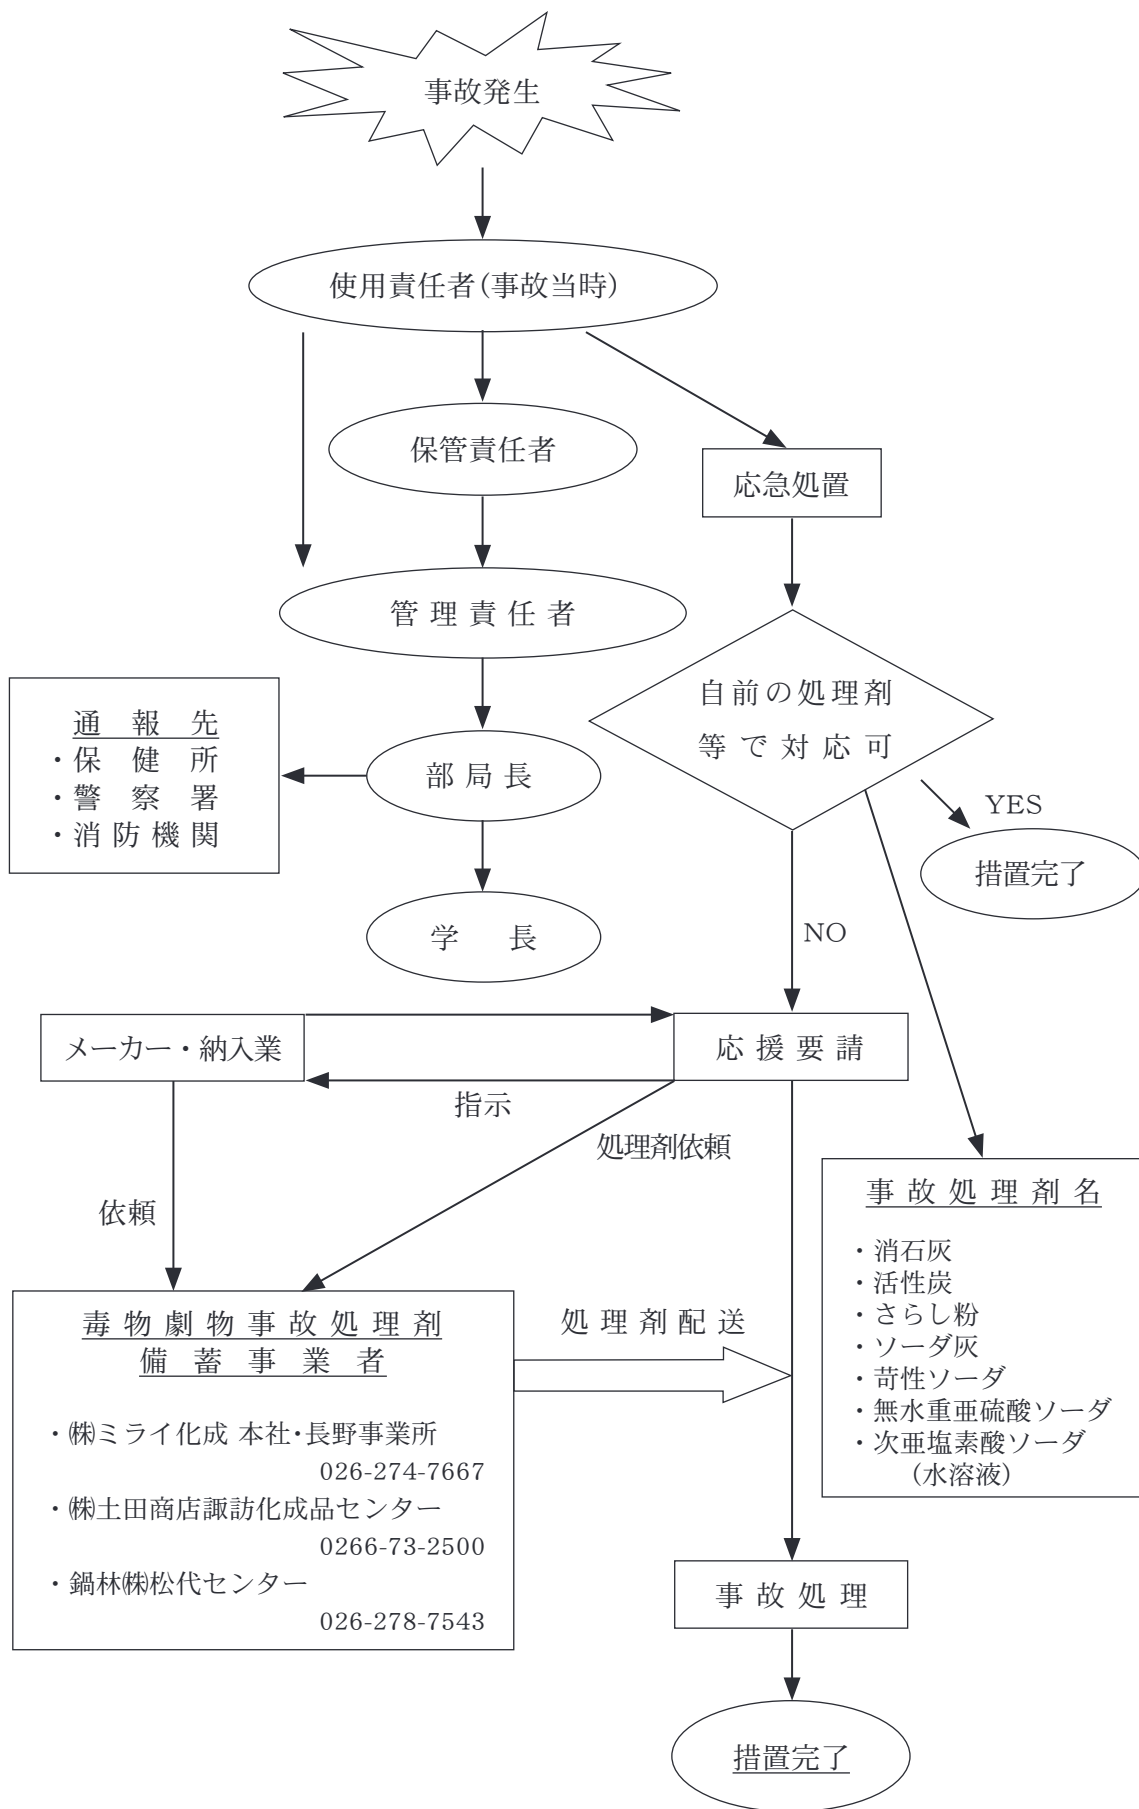 事故発生
使用責任者(事故当時)
保管責任者
応急処置
管理責任者
自前の処理剤
等で対応可
通報先
・保健所
・警察署
・消防機関
部局長
YES
措置完了
学長
NO
メーカー・納入業
応援要請
指示
処理剤依頼
依頼
事故処理剤名
・消石灰
・活性炭
・さらし粉
・ソーダ灰
・苛性ソーダ
・無水重亜硫酸ソーダ
・次亜塩素酸ソーダ
(水溶液)
毒物劇物事故処理剤
備蓄事業者
・㈱ミライ化成 本社・長野事業所
026-274-7667
・㈱土田商店諏訪化成品センター
0266-73-2500
・鍋林㈱松代センター
026-278-7543
処理剤配送
事故処理
措置完了